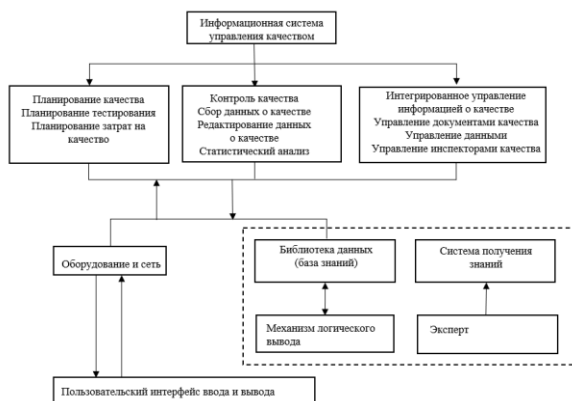 Информационная система
управления качеством
Планирование качества
Планирование тестирования
Планирование затрат на
качество
Контроль качества
Сбор данных о качестве
Редактирование данных
о качестве
Статистический анализ
Интегрированное управление
информацией о качестве
Управление документами качества
Управление данными
Управление инспекторами качества
Оборудование и сеть
Библиотека данных
(база знаний)
Система получения
знаний
Механизм логического
вывода
Эксперт
Пользовательский интерфейс ввода и вывода